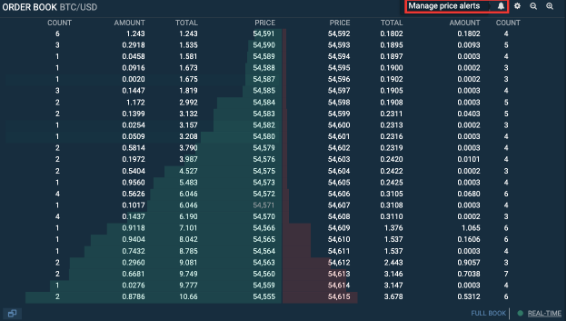 ORDER BOOK BTC/USD Manage price alerts
COUNT AMOUNT TOTAL PRICE PRICE TOTAL AMOUNT COUNT
6 1.243 1.243 54,591 54,592 0.1802 0.1802 4
3 0.2918 1.535 54,590 54,594 0.1895 0.0093 5
1 0.0458 1.581 54,589 54,594 0.1897 0.0003 4
1 0.0916 1.673 54,588 54,595 0.1900 0.0002 3
1 0.0020 1.675 54,587 54,596 0.1902 0.0002 3
3 0.1447 1.819 54,585 54,597 0.1905 0.0003 4
2 1.172 2.992 54,584 54,598 0.1908 0.0003 5
2 0.1399 3.132 54,583 54,599 0.2311 0.0403 5
1 0.0254 3.157 54,582 54,600 0.2313 0.0002 3
1 0.0509 3.208 54,580 54,601 0.2316 0.0003 4
2 0.5814 3.790 54,579 54,602 0.2319 0.0003 4
2 0.1972 3.987 54,576 54,603 0.2420 0.0101 4
2 0.5404 4.527 54,575 54,604 0.2422 0.0002 3
1 0.9560 5.483 54,573 54,605 0.2425 0.0003 4
4 0.5626 6.046 54,572 54,606 0.3105 0.0680 6
1 0.1017 6.046 54,571 54,607 0.3108 0.0003 4
4 0.1437 6.190 54,570 54,608 0.3110 0.0002 3
1 0.9118 7.101 54,566 54,609 1.376 1.065 6
1 0.9404 8.042 54,565 54,610 1.537 0.1606 6
1 0.7432 8.785 54,564 54,611 1.537 0.0003 4
2 0.2960 9.081 54,563 54,612 2.443 0.9057 3
2 0.6681 9.749 54,560 54,613 3.146 0.7038 7
1 0.0276 9.777 54,559 54,614 3.147 0.0003 4
2 0.8786 10.66 54,555 54,615 3.678 0.5312 6
FULL BOOK REAL-TIME